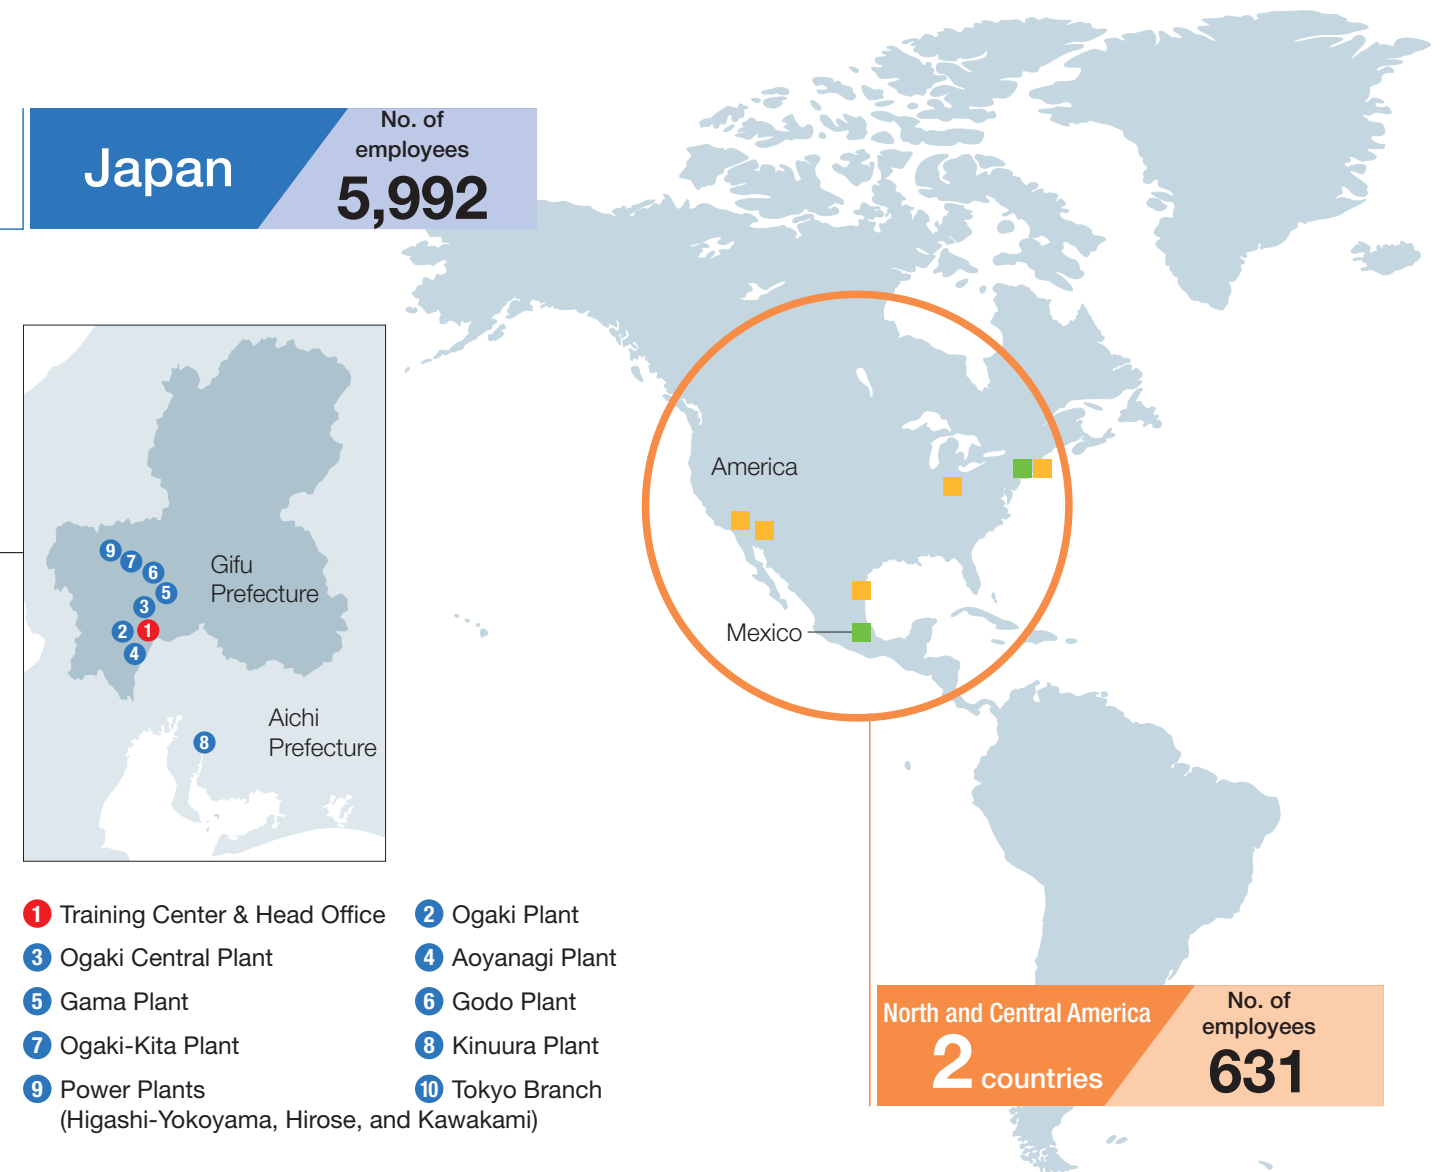 Japan
No. of
employees
5,992
America
Mexico
9
7
6
5
3
2
1
4
8
Gifu
Prefecture
Aichi
Prefecture
1 Training Center & Head Office
2 Ogaki Plant
3 Ogaki Central Plant
4 Aoyanagi Plant
5 Gama Plant
6 Godo Plant
7 Ogaki-Kita Plant
8 Kinuura Plant
9 Power Plants
(Higashi-Yokoyama, Hirose, and Kawakami)
10 Tokyo Branch
North and Central America
2 countries
No. of
employees
631